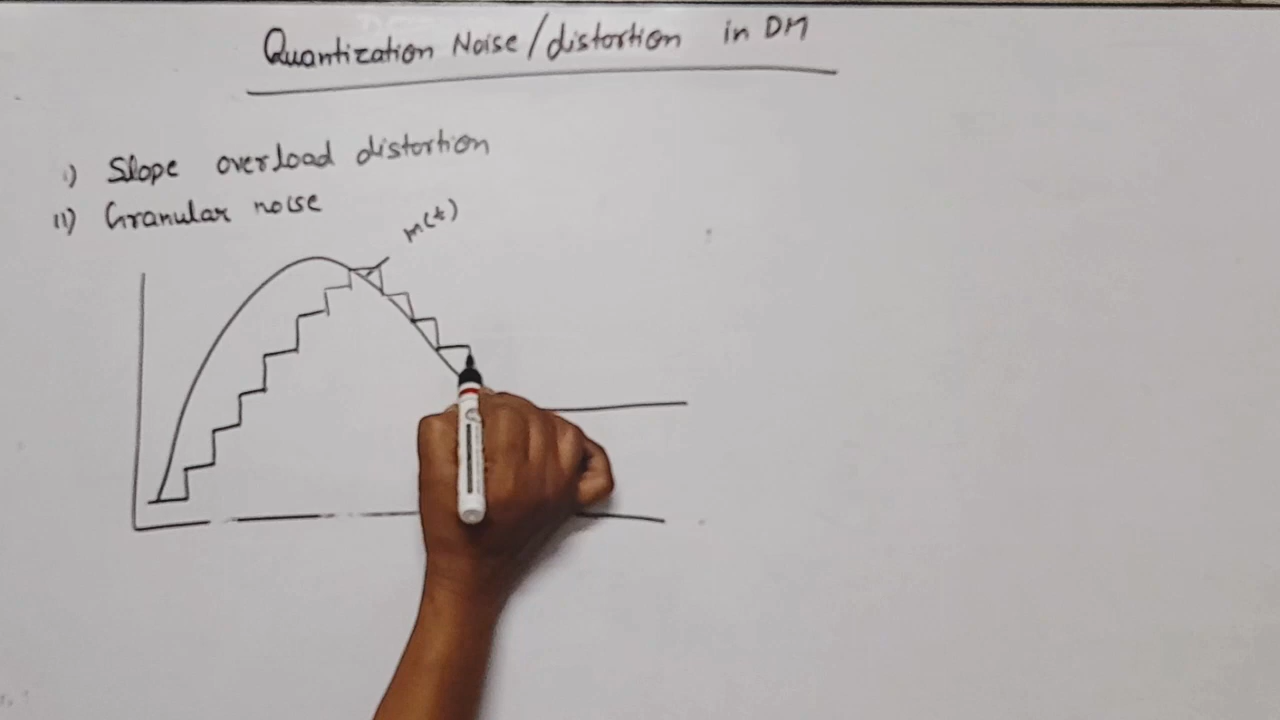 Quantization Noise/distortion in DM
i) Slope overload distortion
ii) Granular noise
m(t)